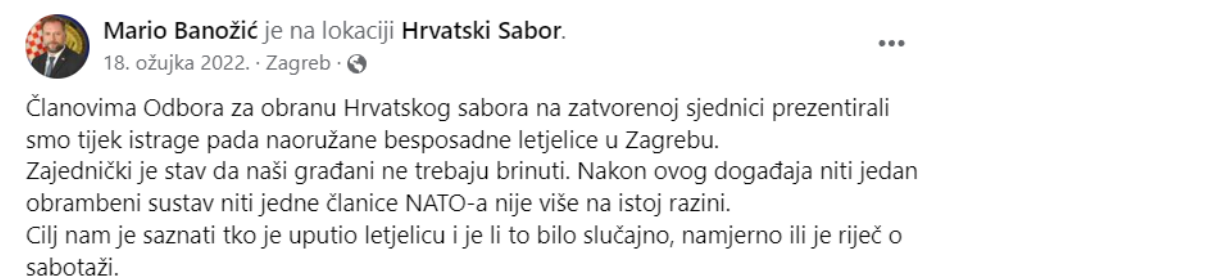 Mario Banožić je na lokaciji Hrvatski Sabor.
18. ožujka 2022. · Zagreb ·
Članovima Odbora za obranu Hrvatskog sabora na zatvorenoj sjednici prezentirali
smo tijek istrage pada naoružane besposadne letjelice u Zagrebu.
Zajednički je stav da naši građani ne trebaju brinuti. Nakon ovog događaja niti jedan
obrambeni sustav niti jedne članice NATO-a nije više na istoj razini.
Cilj nam je saznati tko je uputio letjelicu i je li to bilo slučajno, namjerno ili je riječ o
sabotaži.